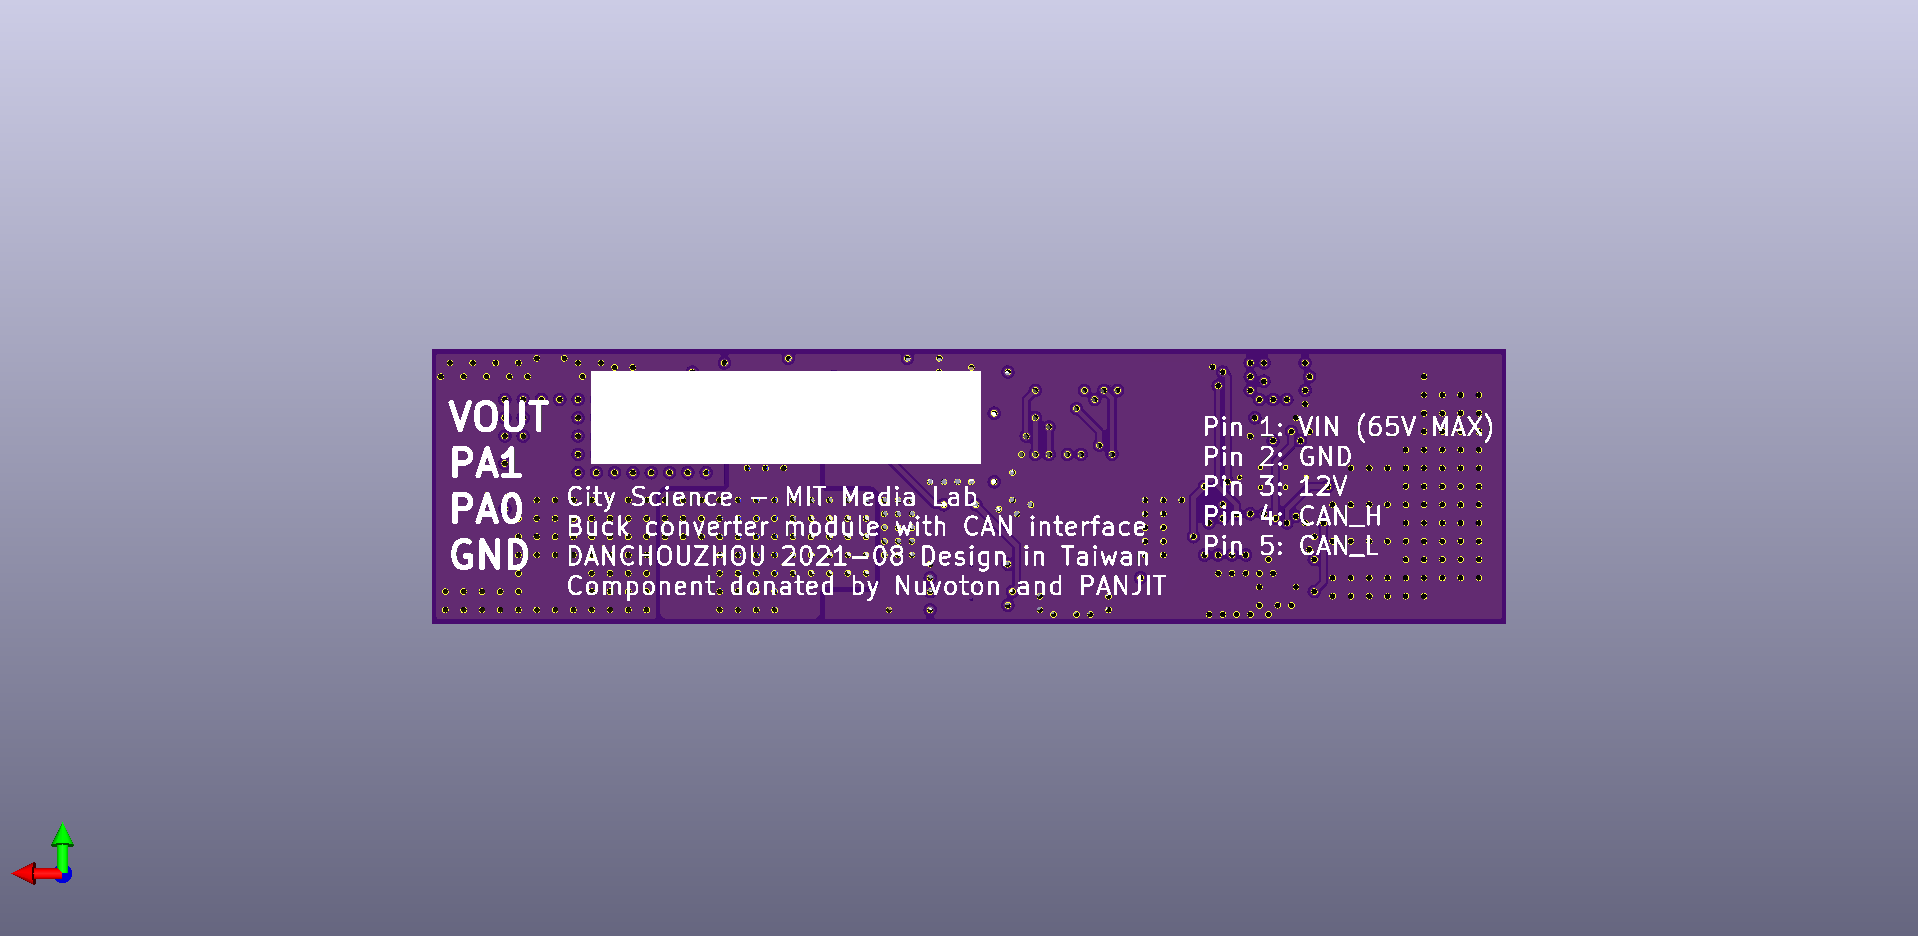 VOUT
PA1
PA0
GND
City Science – MIT Media Lab
Buck converter module with CAN interface
DANCHOUZHOU 2021–08 Design in Taiwan
Component donated by Nuvoton and PANJIT
Pin 1: VIN (65V MAX)
Pin 2: GND
Pin 3: 12V
Pin 4: CAN_H
Pin 5: CAN_L